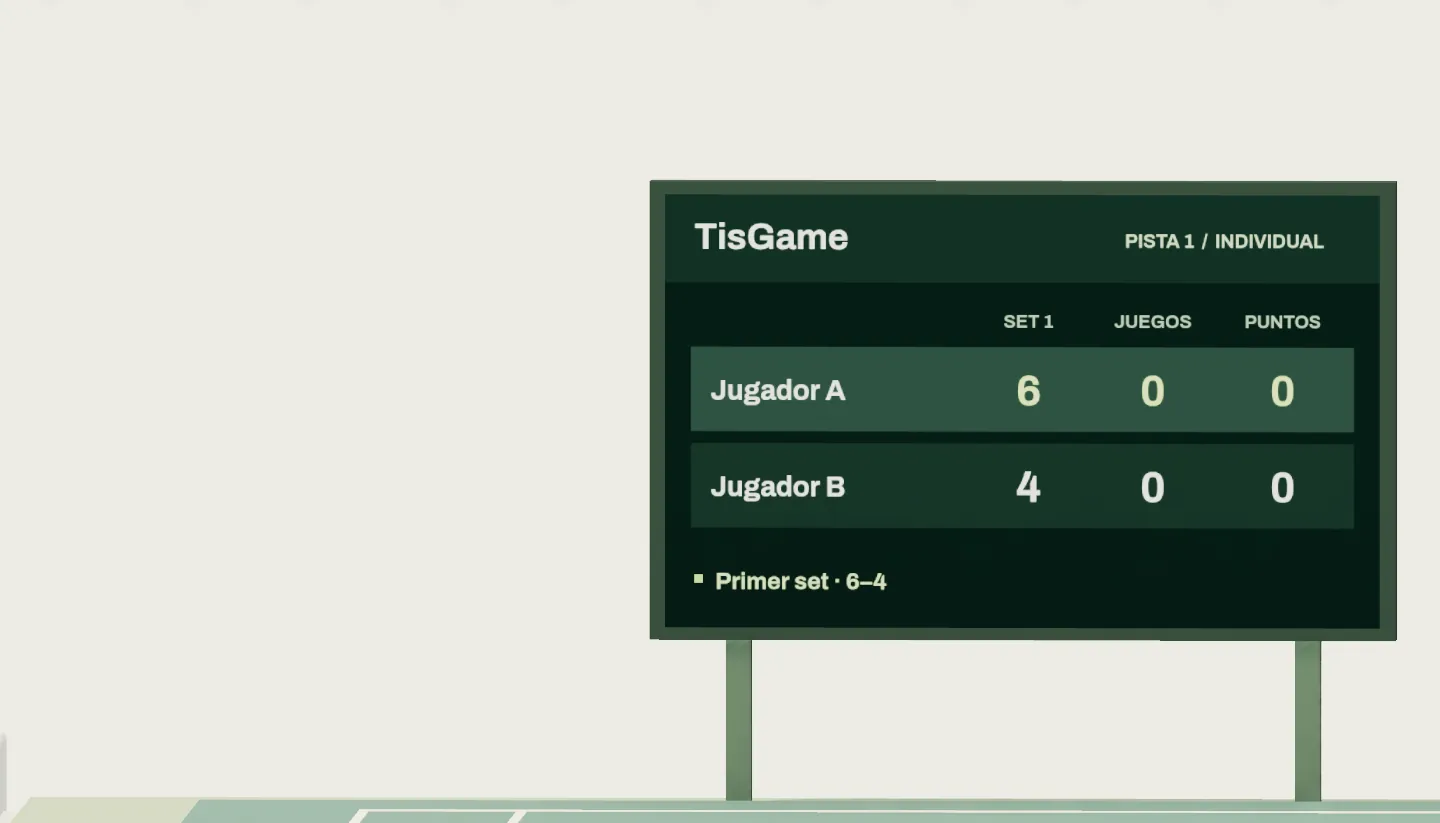 TisGame
PISTA 1 / INDIVIDUAL
SET 1 JUEGOS PUNTOS
Jugador A 6 0 0
Jugador B 4 0 0
Primer set · 6–4